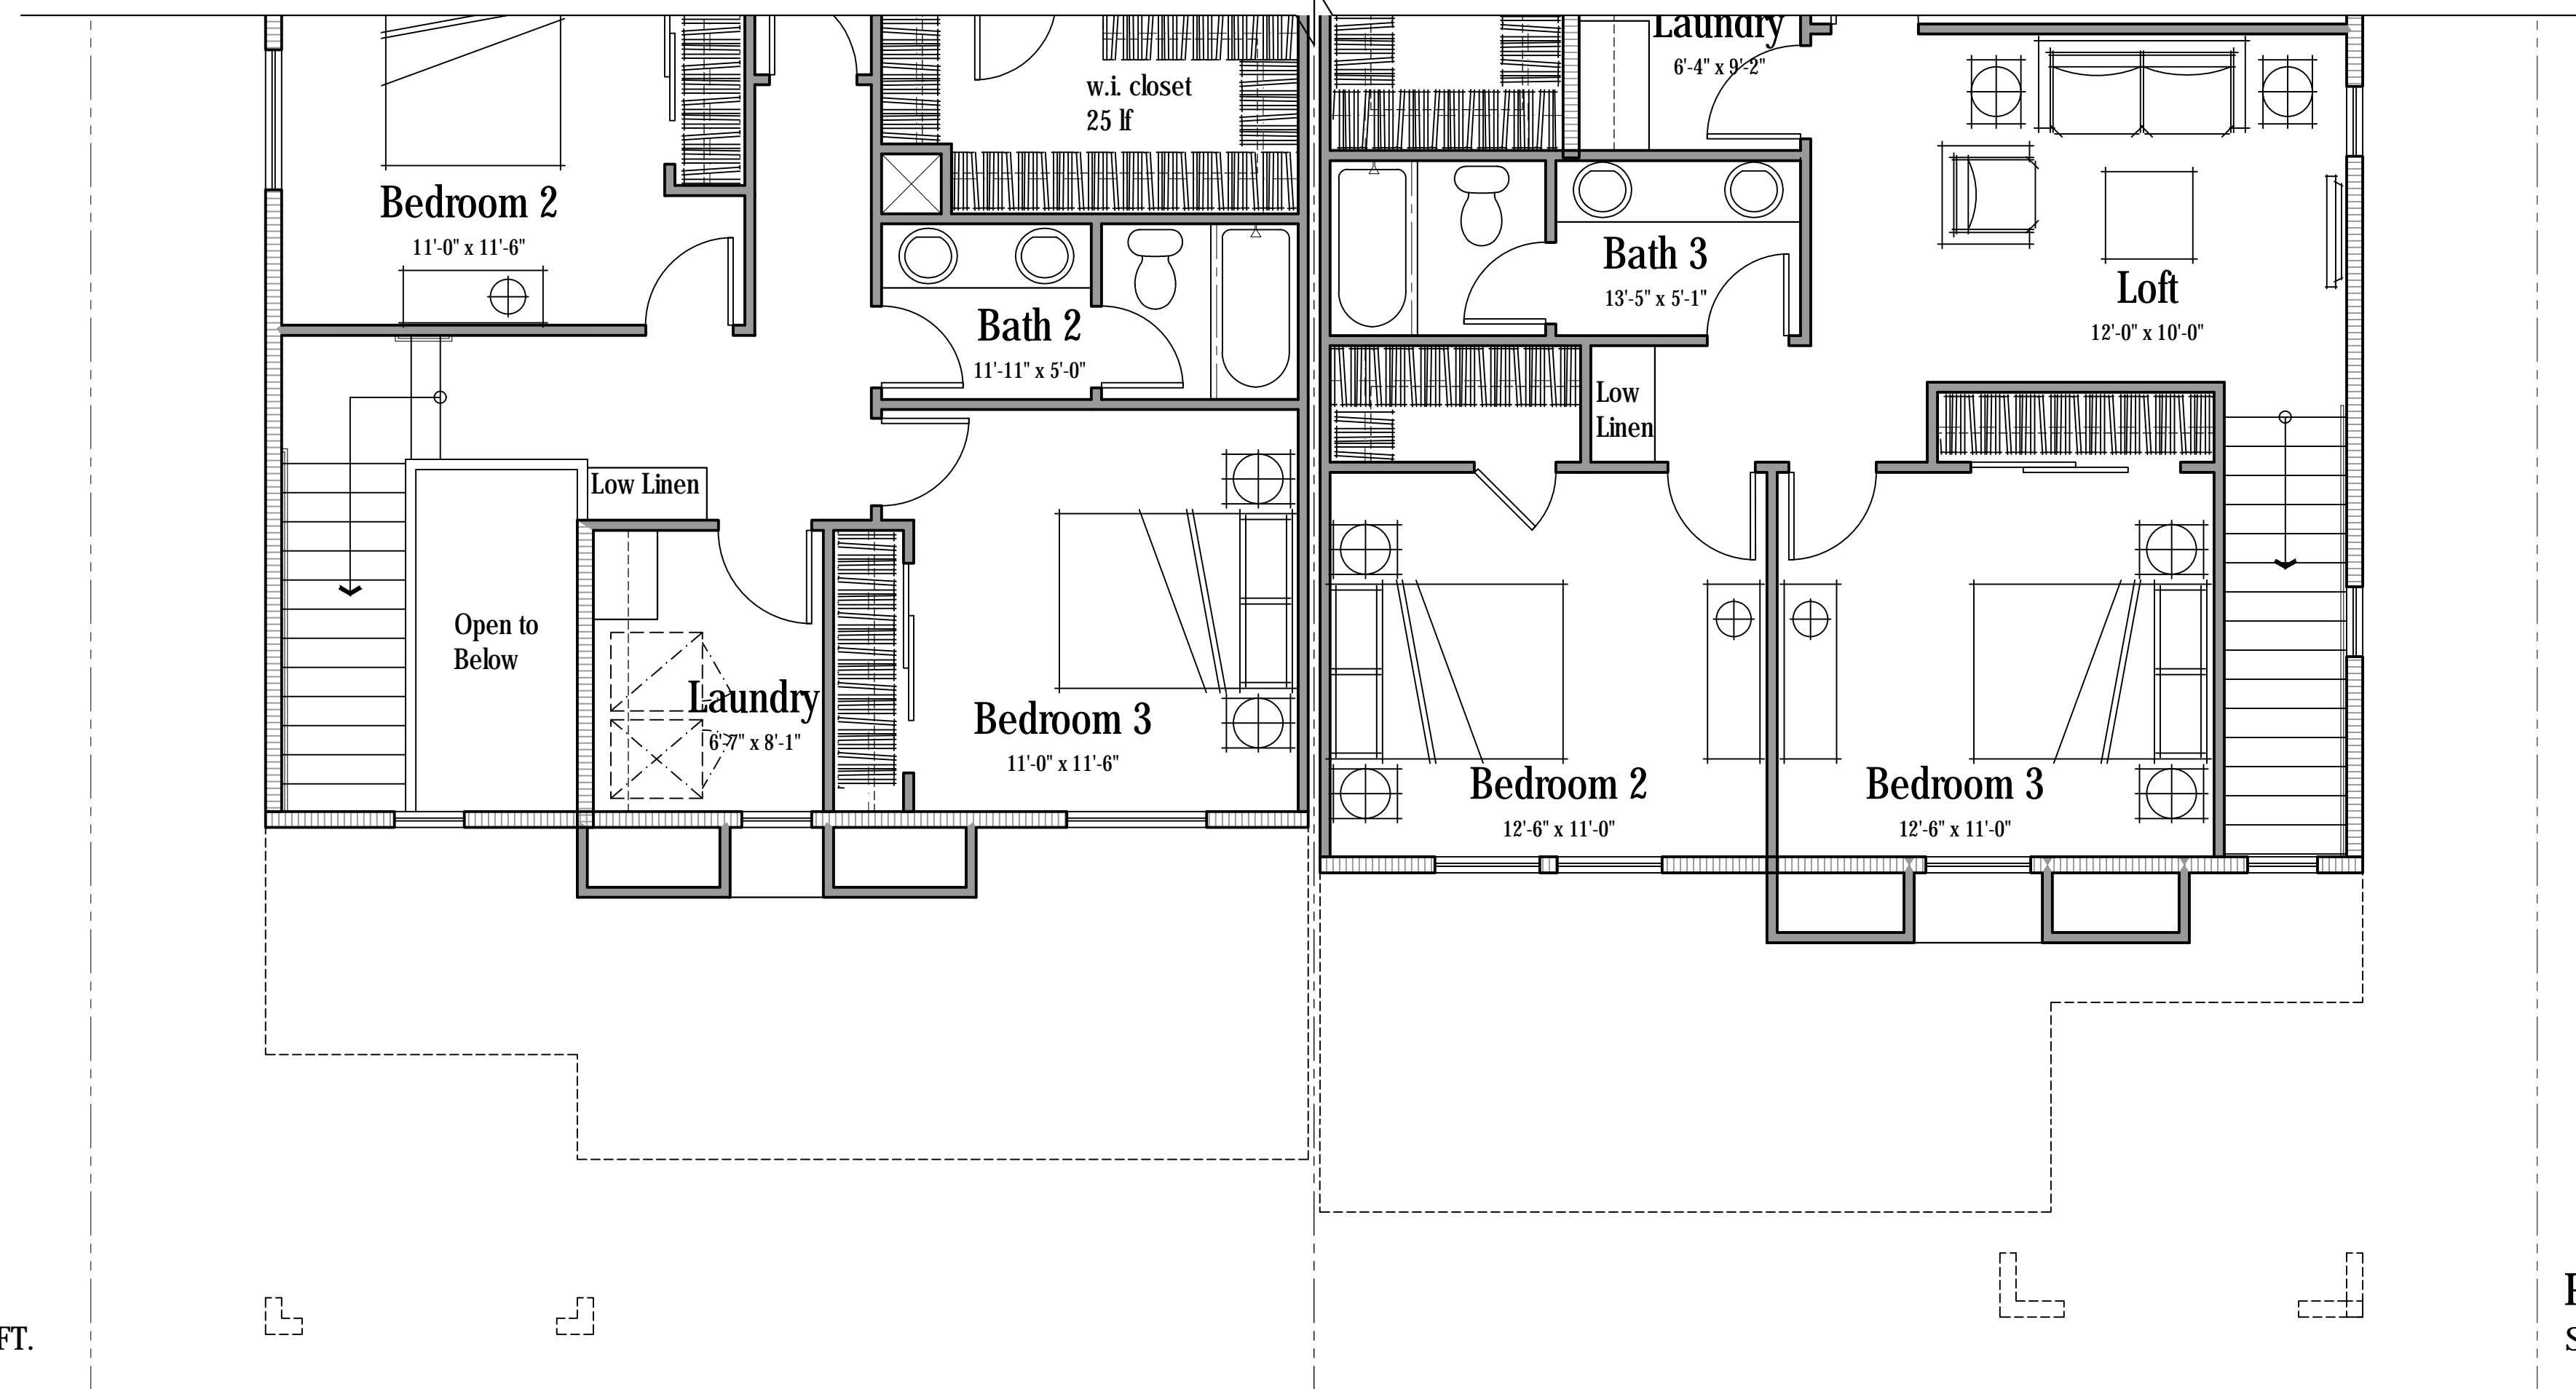 Laundry
6'-4" x 9'-2"
w.i. closet
25 lf
Bedroom 2
11'-0" x 11'-6"
Bath 3
13'-5" x 5'-1"
Loft
12'-0" x 10'-0"
Bath 2
11'-11" x 5'-0"
Low
Linen
Low Linen
Open to
Below
Laundry
6'-7" x 8'-1"
Bedroom 3
11'-0" x 11'-6"
Bedroom 2
12'-6" x 11'-0"
Bedroom 3
12'-6" x 11'-0"
FT.
S